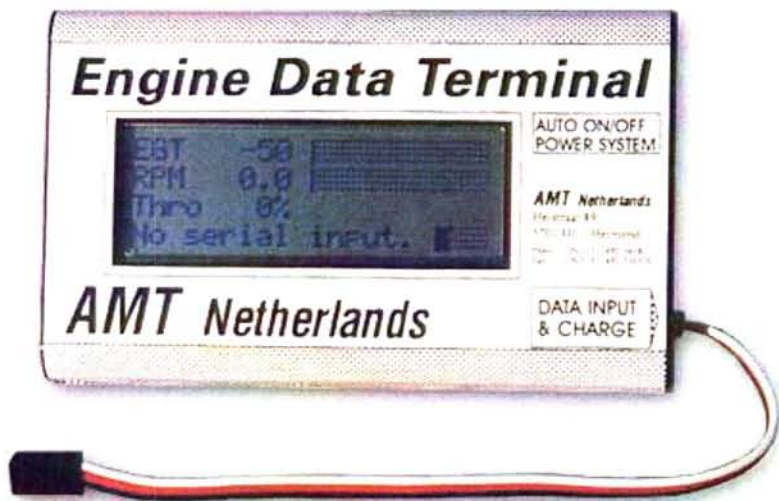 Engine Data Terminal
EGT -50
RPM 0.0
Thro 0%
No serial input.
AUTO ON/OFF
POWER SYSTEM
AMT Netherlands
DATA INPUT
& CHARGE
AMT Netherlands